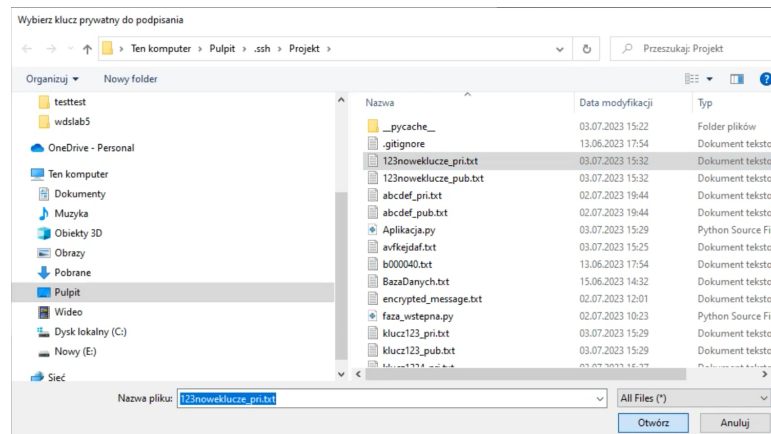 Wybierz klucz prywatny do podpisania
Ten komputer > Pulpit > .ssh > Projekt >
Przeszukaj: Projekt
Organizuj Nowy folder
testtest
wdslab5
OneDrive - Personal
Ten komputer
Dokumenty
Muzyka
Obiekty 3D
Obrazy
Pobrane
Pulpit
Wideo
Dysk lokalny (C:)
Nowy (E:)
Sieć
Nazwa Data modyfikacji Typ
__pycache__ 03.07.2023 15:22 Folder plików
.gitignore 13.06.2023 17:54 Dokument teksto
123noweklucze_pri.txt 03.07.2023 15:32 Dokument teksto
123noweklucze_pub.txt 03.07.2023 15:32 Dokument teksto
abcdef_pri.txt 02.07.2023 19:44 Dokument teksto
abcdef_pub.txt 02.07.2023 19:44 Dokument teksto
Aplikacja.py 03.07.2023 15:29 Python Source Fi
avfkejdaf.txt 03.07.2023 15:25 Dokument teksto
b000040.txt 13.06.2023 17:54 Dokument teksto
BazaDanych.txt 15.06.2023 14:32 Dokument teksto
encrypted_message.txt 02.07.2023 12:01 Dokument teksto
faza_wstepna.py 02.07.2023 10:23 Python Source Fi
klucz123_pri.txt 03.07.2023 15:29 Dokument teksto
klucz123_pub.txt 03.07.2023 15:29 Dokument teksto
Nazwa pliku: 123noweklucze_pri.txt All Files (*)
Otwórz Anuluj